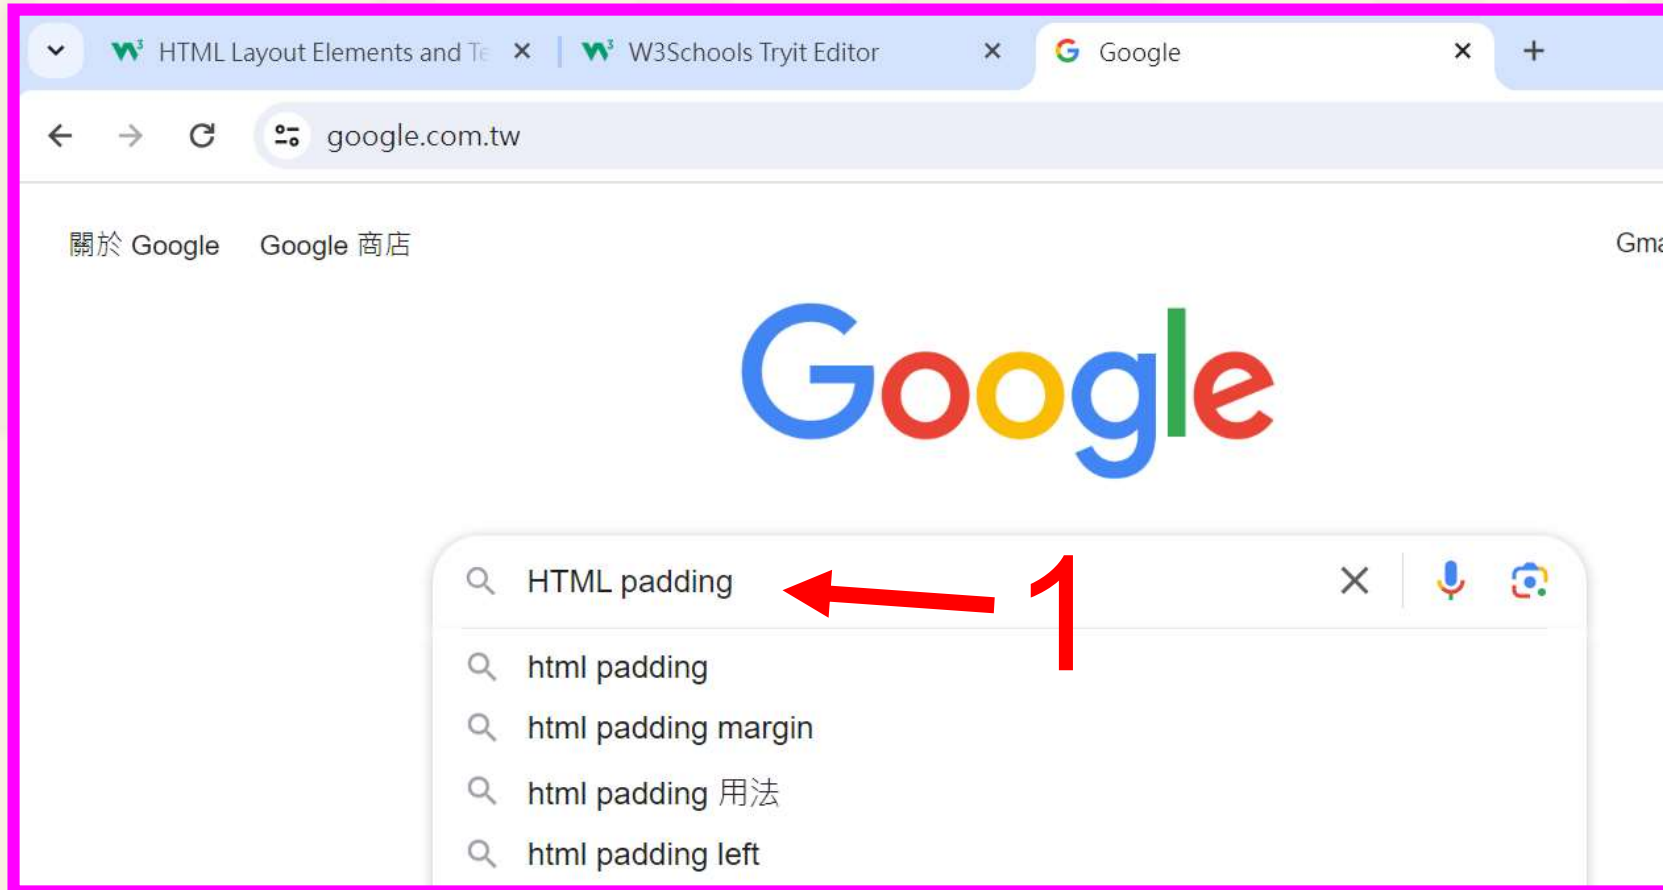 HTML Layout Elements and Te
W3Schools Tryit Editor
Google
google.com.tw
關於 Google
Google 商店
Gma
Google
HTML padding
1
html padding
html padding margin
html padding 用法
html padding left